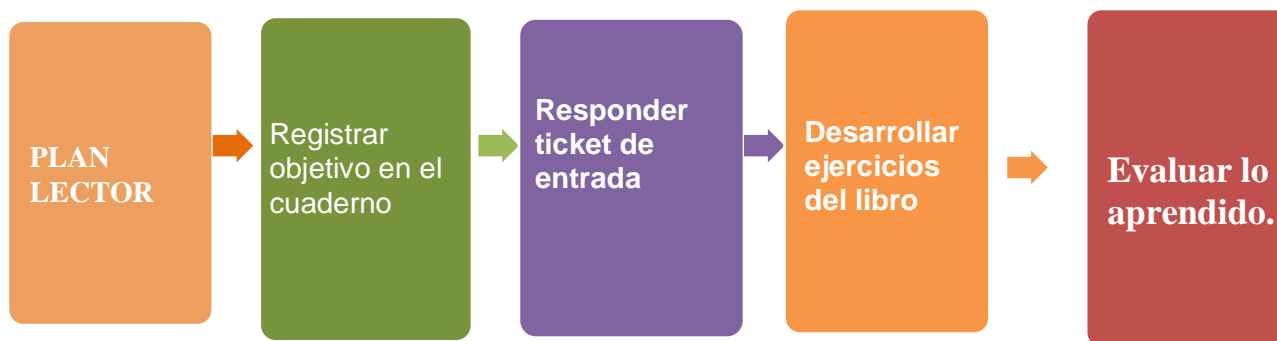 PLAN
LECTOR
Registrar
objetivo en el
cuaderno
Responder
ticket de
entrada
Desarrollar
ejercicios
del libro
Evaluar lo
aprendido.